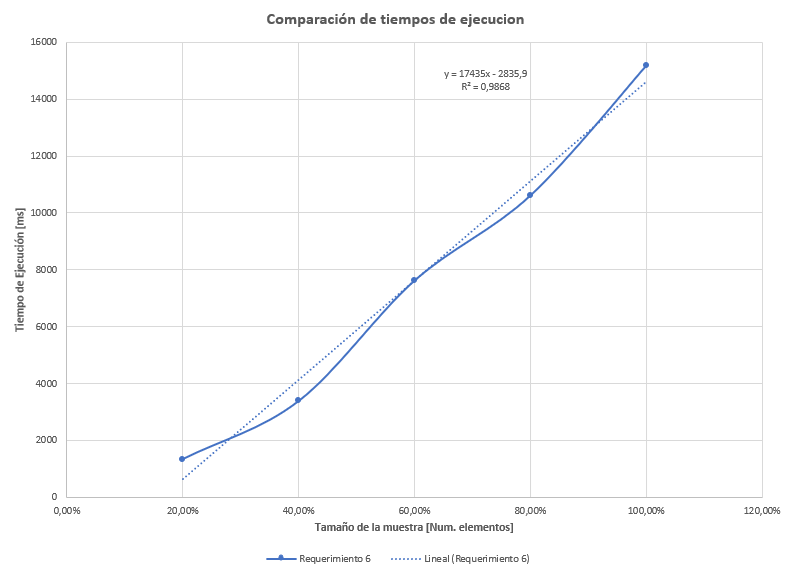 Comparación de tiempos de ejecucion
16000
14000
12000
10000
8000
6000
4000
2000
0
Tiempo de Ejecución [ms]
y = 17435x - 2835,9
R² = 0,9868
0,00%
20,00%
40,00%
60,00%
80,00%
100,00%
120,00%
Tamaño de la muestra [Num. elementos]
Requerimiento 6
Lineal (Requerimiento 6)